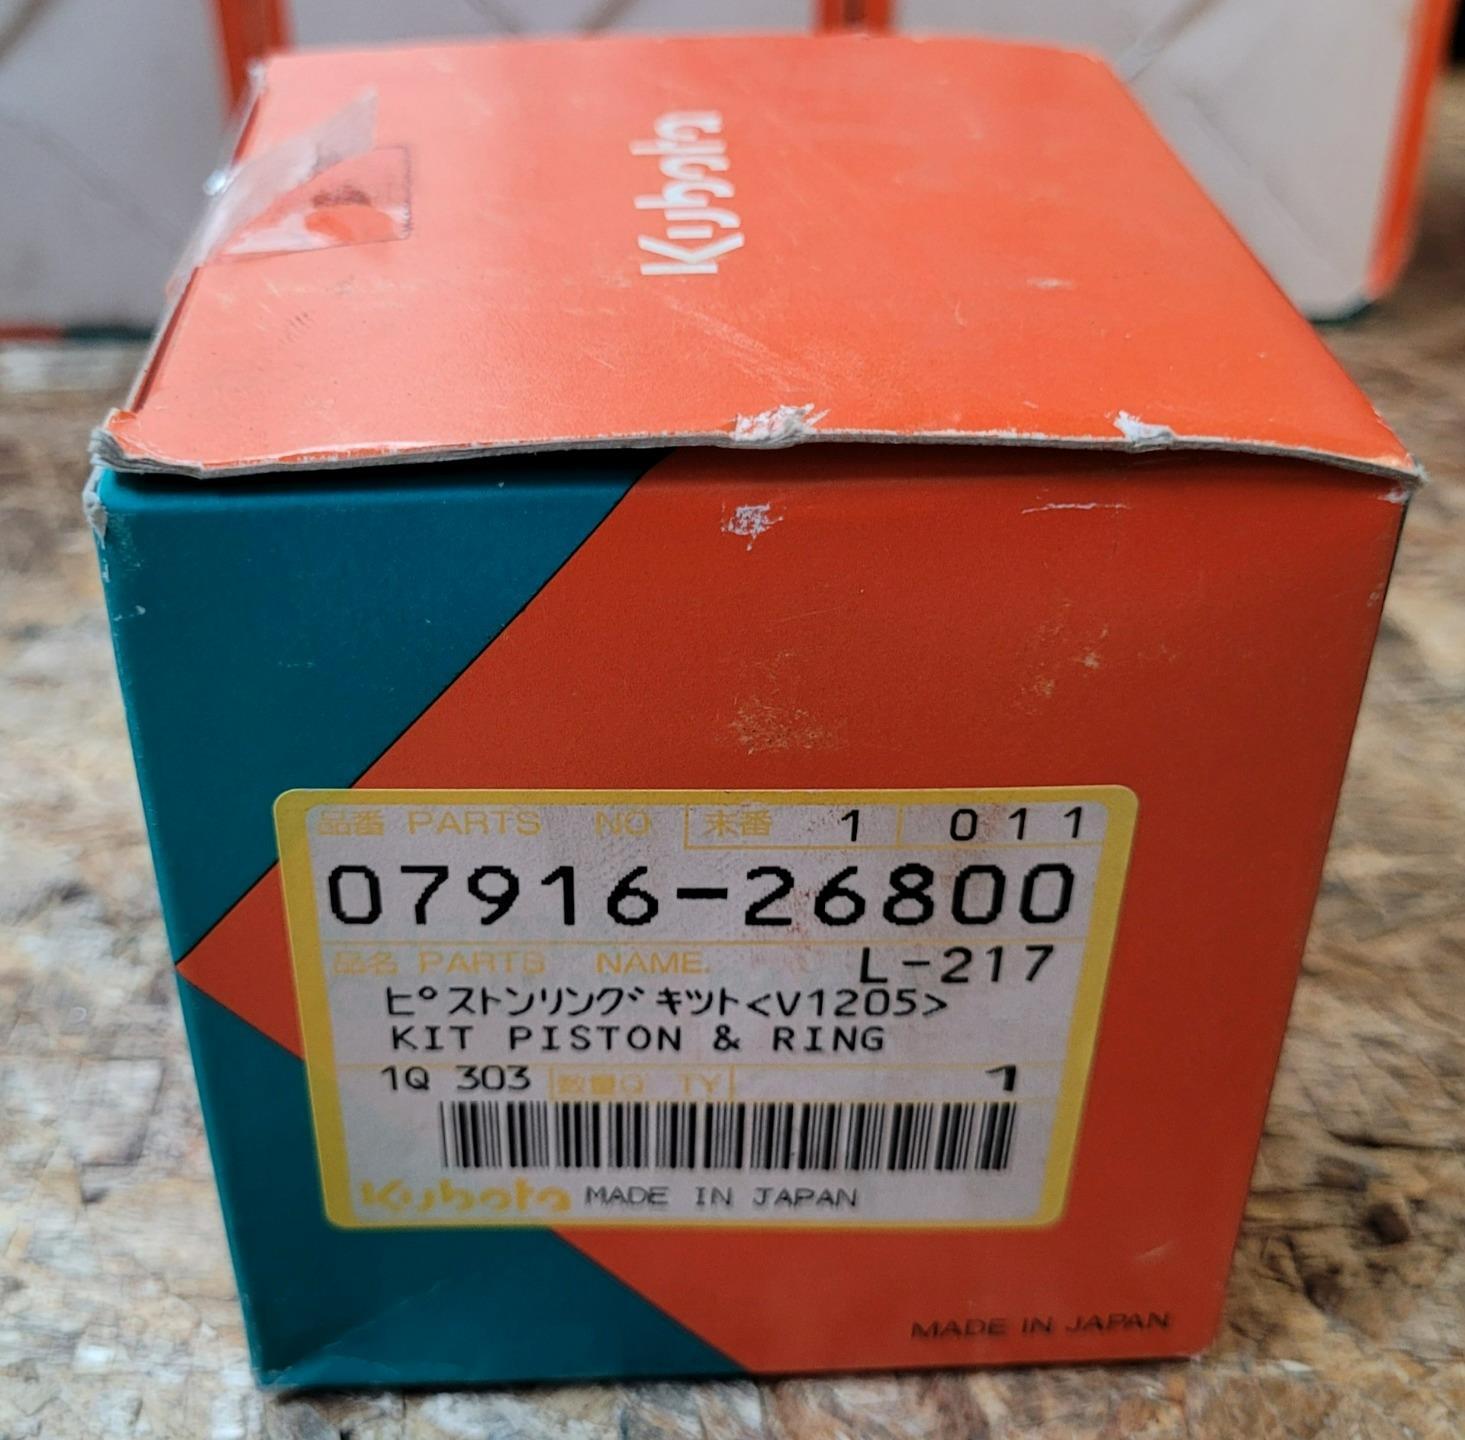 Kubota
品番 PARTS NO 末番 1 011
07916-26800
品名 PARTS NAME. L-217
ピストンリングキット<V1205>
KIT PISTON & RING
1Q 303 数量Q TY 1
Kubota MADE IN JAPAN
MADE IN JAPAN